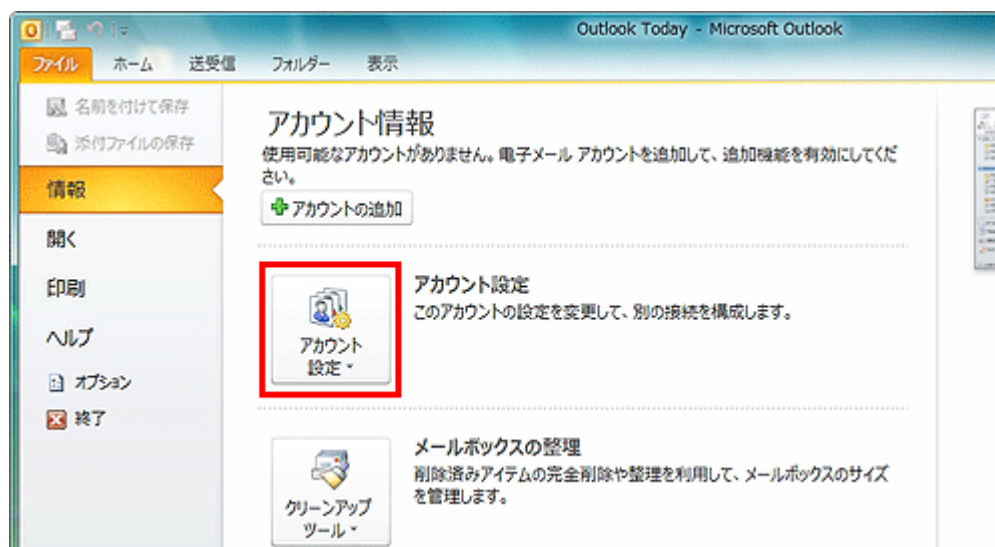 Outlook Today - Microsoft Outlook
ファイル ホーム 送受信 フォルダー 表示
名前を付けて保存
添付ファイルの保存
情報
開く
印刷
ヘルプ
オプション
終了
アカウント情報
使用可能なアカウントがありません。電子メール アカウントを追加して、追加機能を有効にしてくだ
さい。
アカウントの追加
アカウント
設定
アカウント設定
このアカウントの設定を変更して、別の接続を構成します。
クリーンアップ
ツール
メールボックスの整理
削除済みアイテムの完全削除や整理を利用して、メールボックスのサイズ
を管理します。